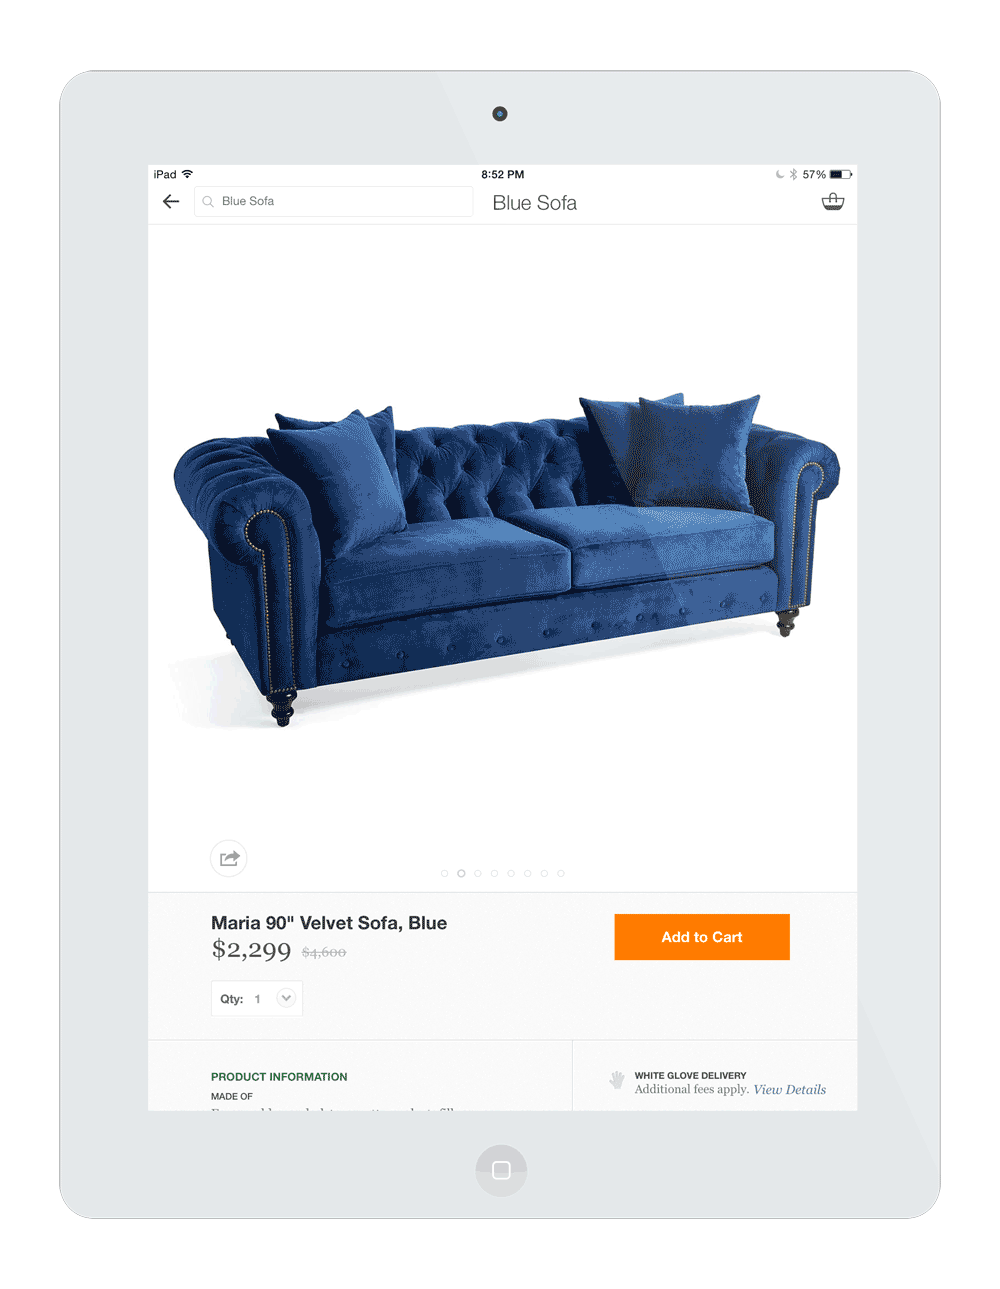 iPad 8:52 PM 57%
Blue Sofa Blue Sofa
Maria 90" Velvet Sofa, Blue
$2,299 $4,600
Add to Cart
Qty: 1
PRODUCT INFORMATION
MADE OF
WHITE GLOVE DELIVERY
Additional fees apply. View Details